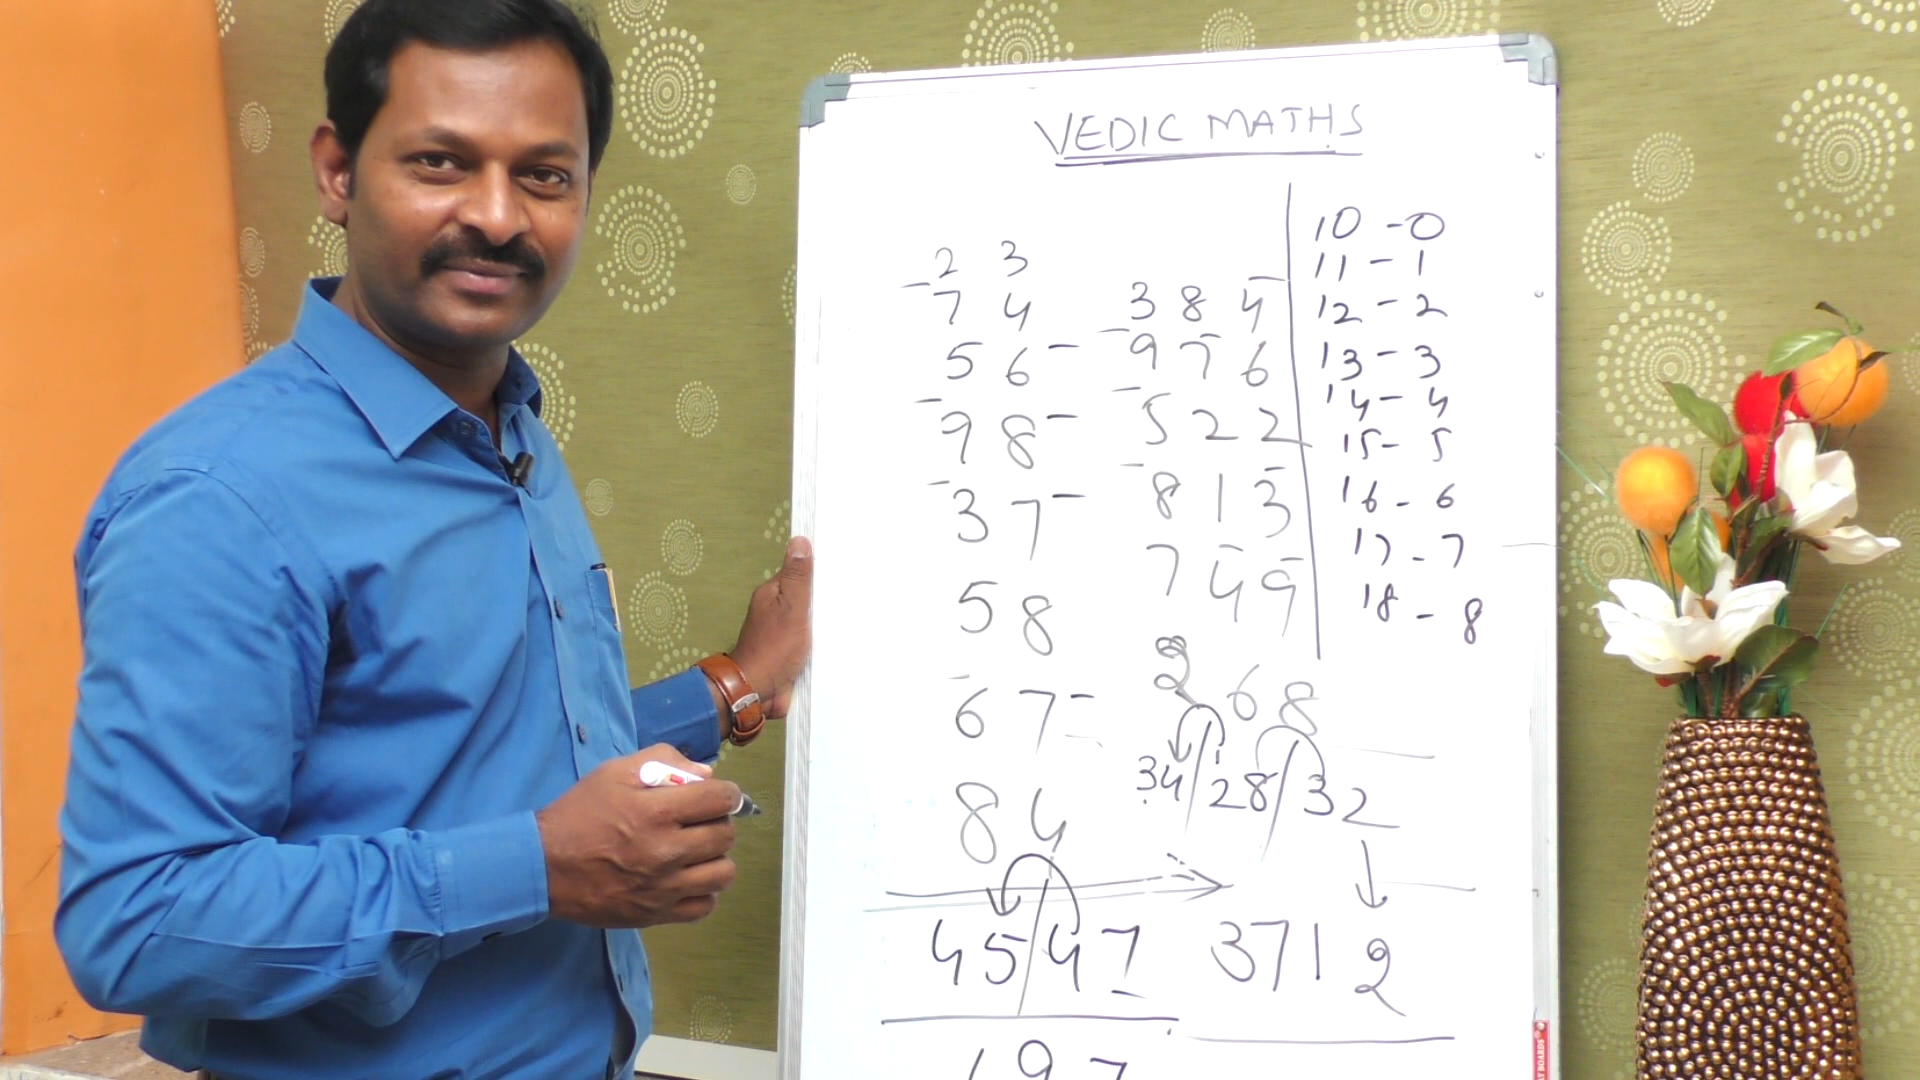 VEDIC MATHS
2 3
7 4
5 6
9 8
3 7
5 8
6 7
8 4
45/47
197
3 8 4
9 7 6
5 2 2
8 1 3
7 4 9
2 6 8
34/28/32
3712
10 - 0
11 - 1
12 - 2
13 - 3
14 - 4
15 - 5
16 - 6
17 - 7
18 - 8